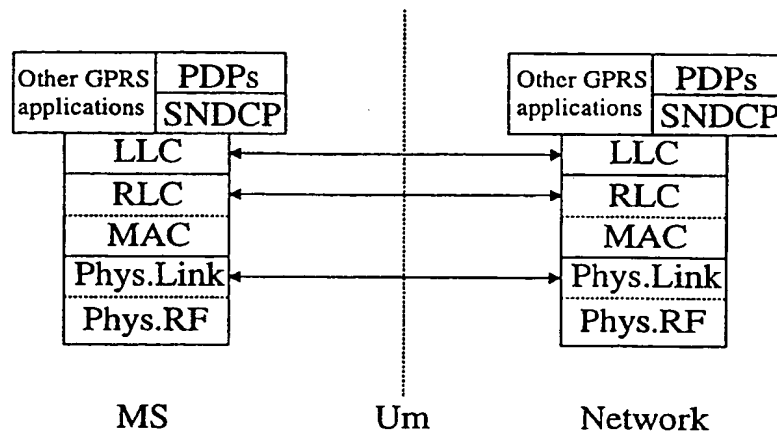 Other GPRS
applications
PDPs
SNDCP
LLC
RLC
MAC
Phys.Link
Phys.RF
MS
Um
Other GPRS
applications
PDPs
SNDCP
LLC
RLC
MAC
Phys.Link
Phys.RF
Network